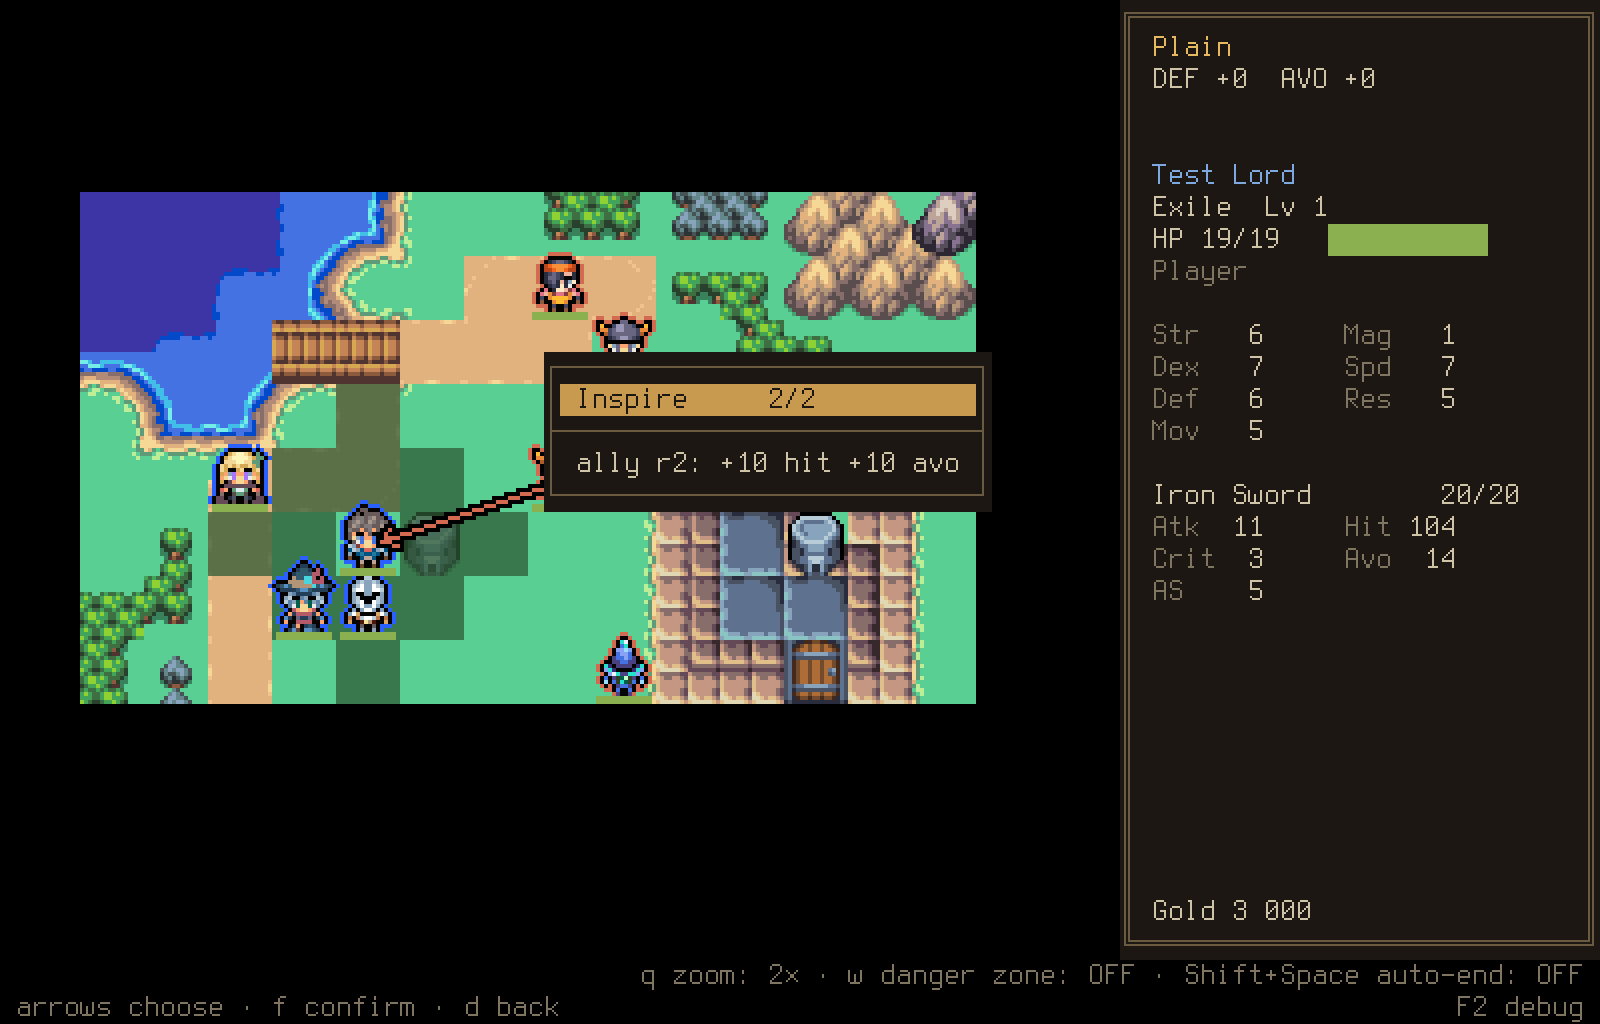 Plain
DEF +0 AVO +0
Test Lord
Exile Lv 1
HP 19/19
Player
Str 6 Mag 1
Dex 7 Spd 7
Def 6 Res 5
Mov 5
Iron Sword 20/20
Atk 11 Hit 104
Crit 3 Avo 14
AS 5
Gold 3 000
Inspire 2/2
ally r2: +10 hit +10 avo
q zoom: 2x · w danger zone: OFF · Shift+Space auto-end: OFF
arrows choose · f confirm · d back
F2 debug